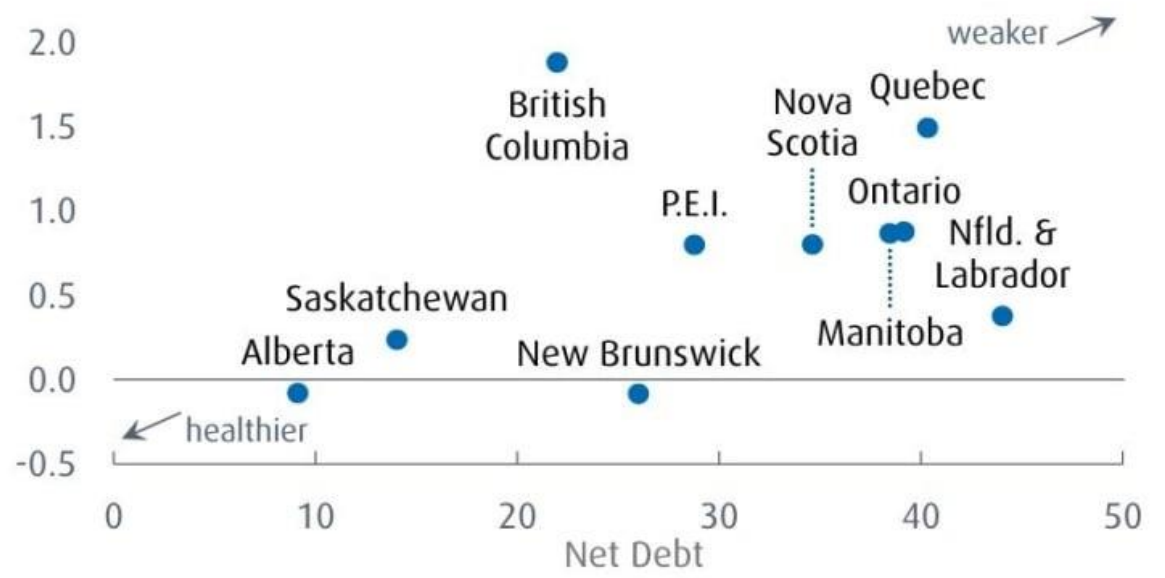 2.0
1.5
1.0
0.5
0.0
-0.5
weaker
British
Columbia
Nova
Scotia
Quebec
P.E.I.
Ontario
Nfld. &
Labrador
Saskatchewan
Alberta
New Brunswick
Manitoba
healthier
0 10 20 30 40 50
Net Debt